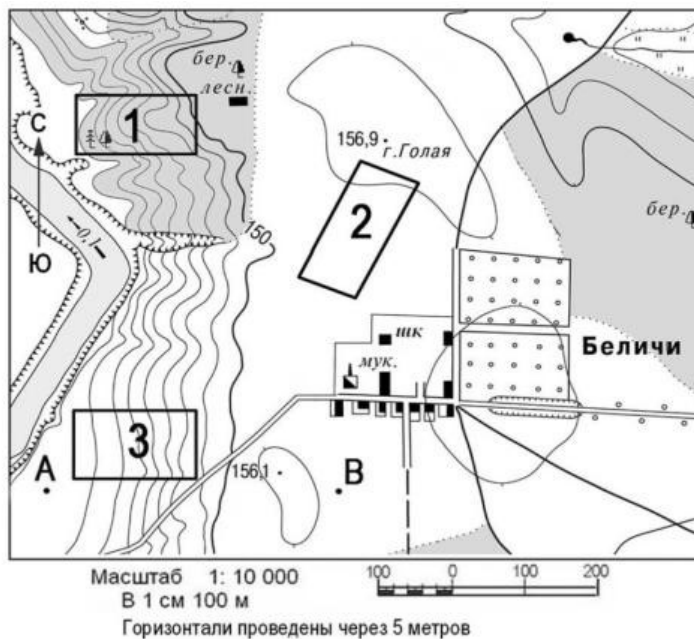 бер.
лесн.
1
С
156,9
г.Голая
2
0,1
150
бер.
Ю
шк
Беличи
мук.
3
А
156,1
В
Масштаб 1: 10 000
В 1 см 100 м
100 0 100 200
Горизонтали проведены через 5 метров